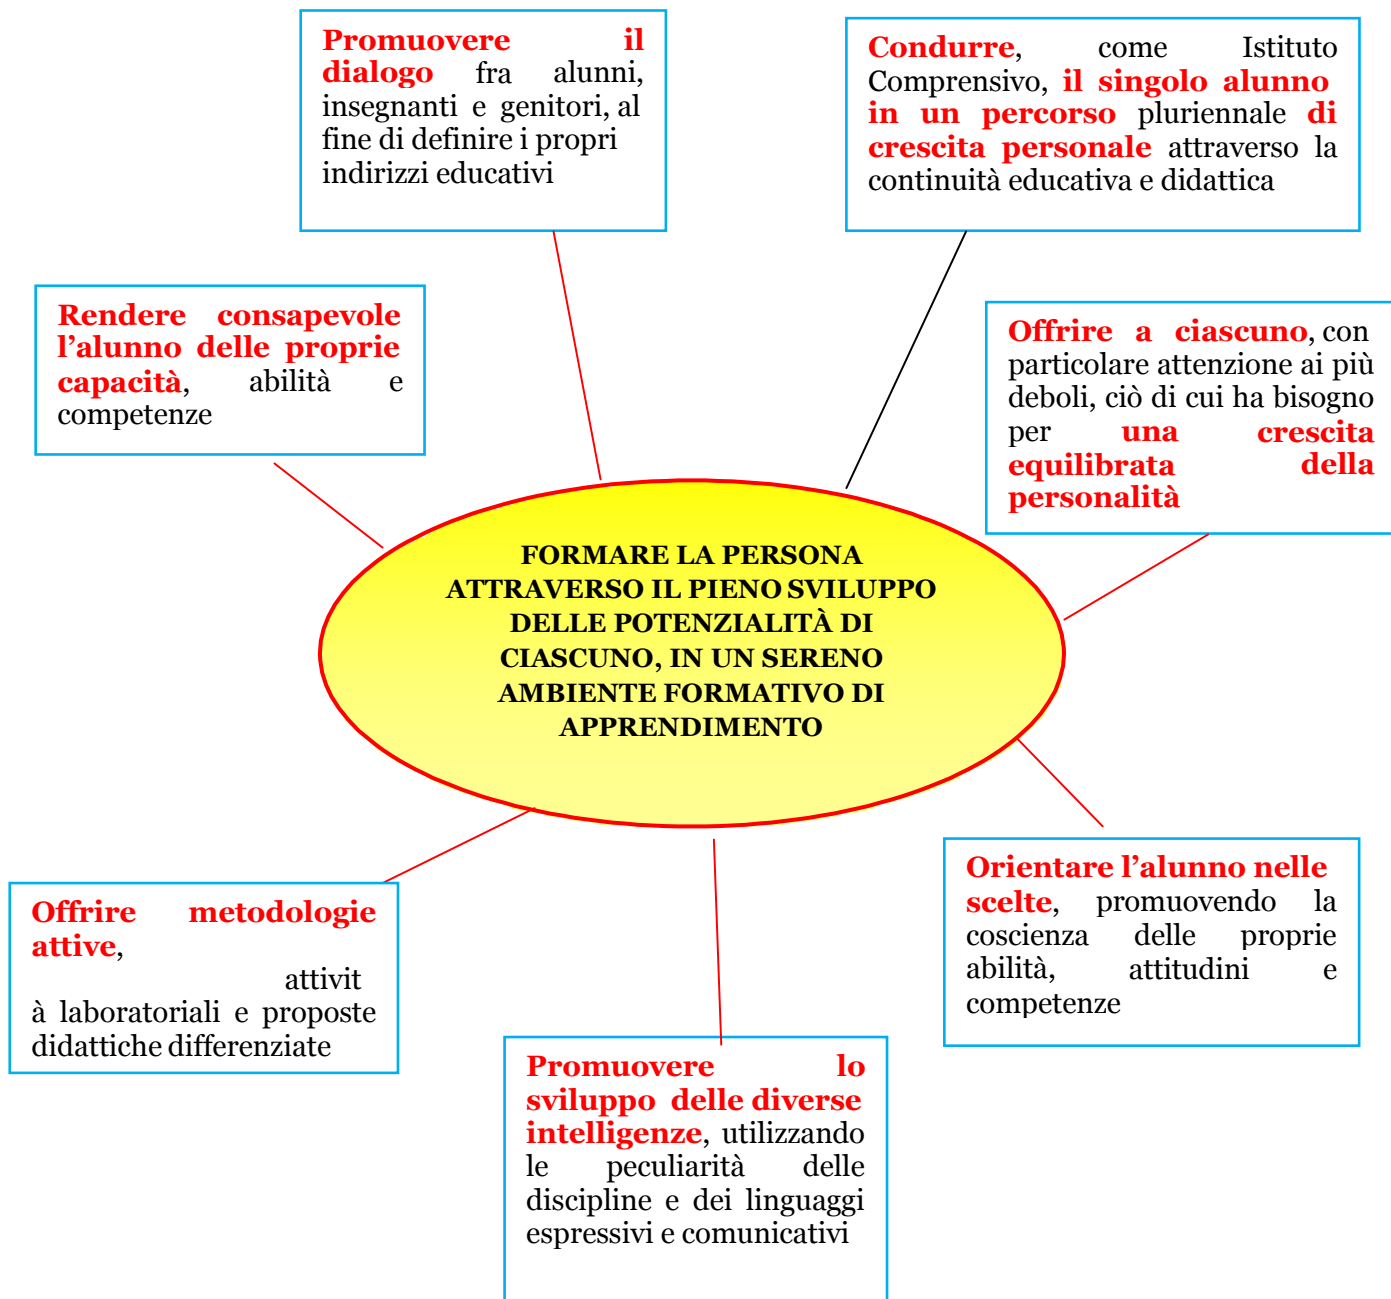 Promuovere il
dialogo fra alunni,
insegnanti e genitori, al
fine di definire i propri
indirizzi educativi
Condurre, come Istituto
Comprensivo, il singolo alunno
in un percorso pluriennale di
crescita personale attraverso la
continuità educativa e didattica
Rendere consapevole
l’alunno delle proprie
capacità, abilità e
competenze
Offrire a ciascuno, con
particolare attenzione ai più
deboli, ciò di cui ha bisogno
per una crescita
equilibrata della
personalità
FORMARE LA PERSONA
ATTRAVERSO IL PIENO SVILUPPO
DELLE POTENZIALITÀ DI
CIASCUNO, IN UN SERENO
AMBIENTE FORMATIVO DI
APPRENDIMENTO
Offrire metodologie
attive,
attivit
à laboratoriali e proposte
didattiche differenziate
Orientare l’alunno nelle
scelte, promuovendo la
coscienza delle proprie
abilità, attitudini e
competenze
Promuovere lo
sviluppo delle diverse
intelligenze, utilizzando
le peculiarità delle
discipline e dei linguaggi
espressivi e comunicativi